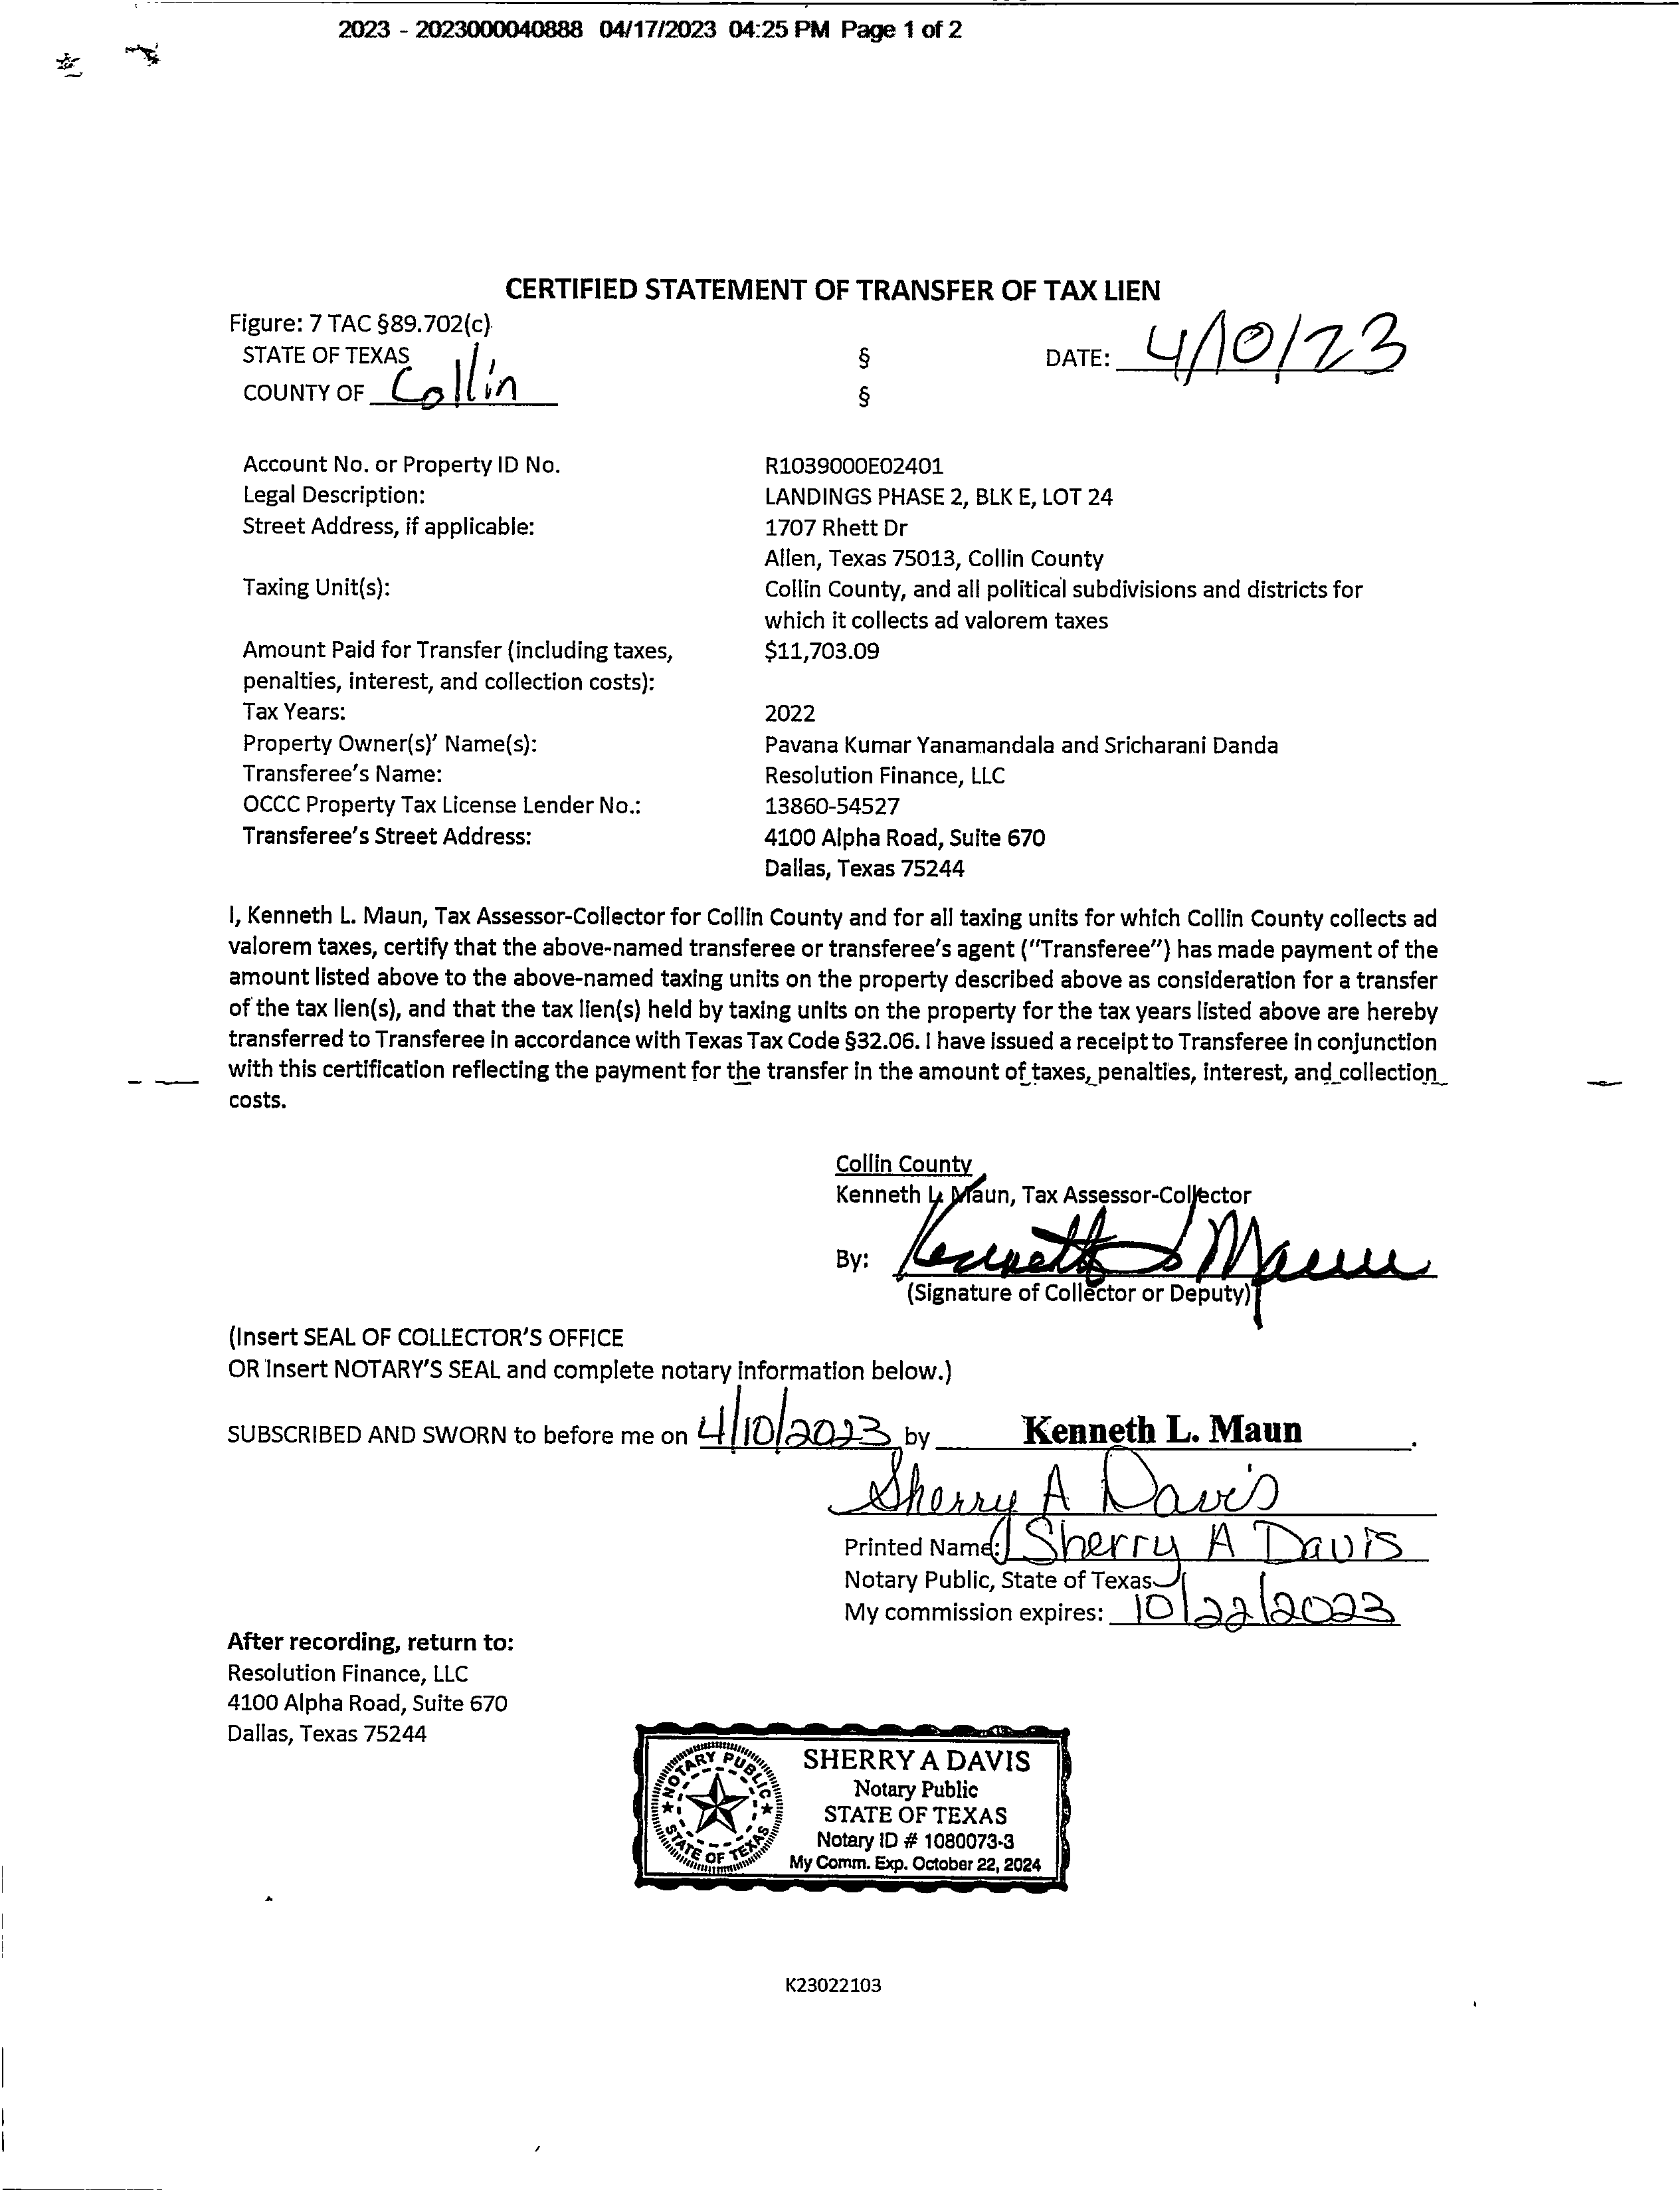 2023 - 2023000040888 04/17/2023 04:25 PM Page 1 of 2
CERTIFIED STATEMENT OF TRANSFER OF TAX LIEN
Figure: 7 TAC §89.702(c)
STATE OF TEXAS § DATE: 4/10/23
COUNTY OF Collin §
Account No. or Property ID No. R1039000E02401
Legal Description: LANDINGS PHASE 2, BLK E, LOT 24
Street Address, if applicable: 1707 Rhett Dr
Allen, Texas 75013, Collin County
Taxing Unit(s): Collin County, and all political subdivisions and districts for
which it collects ad valorem taxes
Amount Paid for Transfer (including taxes, $11,703.09
penalties, interest, and collection costs):
Tax Years: 2022
Property Owner(s)' Name(s): Pavana Kumar Yanamandala and Sricharani Danda
Transferee's Name: Resolution Finance, LLC
OCCC Property Tax License Lender No.: 13860-54527
Transferee's Street Address: 4100 Alpha Road, Suite 670
Dallas, Texas 75244
I, Kenneth L. Maun, Tax Assessor-Collector for Collin County and for all taxing units for which Collin County collects ad
valorem taxes, certify that the above-named transferee or transferee's agent ("Transferee") has made payment of the
amount listed above to the above-named taxing units on the property described above as consideration for a transfer
of the tax lien(s), and that the tax lien(s) held by taxing units on the property for the tax years listed above are hereby
transferred to Transferee in accordance with Texas Tax Code §32.06. I have issued a receipt to Transferee in conjunction
with this certification reflecting the payment for the transfer in the amount of taxes, penalties, interest, and collection
costs.
Collin County
Kenneth L. Maun, Tax Assessor-Collector
By: Kenneth L Maun
(Signature of Collector or Deputy)
(Insert SEAL OF COLLECTOR'S OFFICE
OR Insert NOTARY'S SEAL and complete notary information below.)
SUBSCRIBED AND SWORN to before me on 4/10/2023 by Kenneth L. Maun.
Sherry A Davis
Printed Name: Sherry A Davis
Notary Public, State of Texas
My commission expires: 10/22/2023
After recording, return to:
Resolution Finance, LLC
4100 Alpha Road, Suite 670
Dallas, Texas 75244
NOTARY PUBLIC
STATE OF TEXAS
SHERRY A DAVIS
Notary Public
STATE OF TEXAS
Notary ID # 1080073-3
My Comm. Exp. October 22, 2024
K23022103